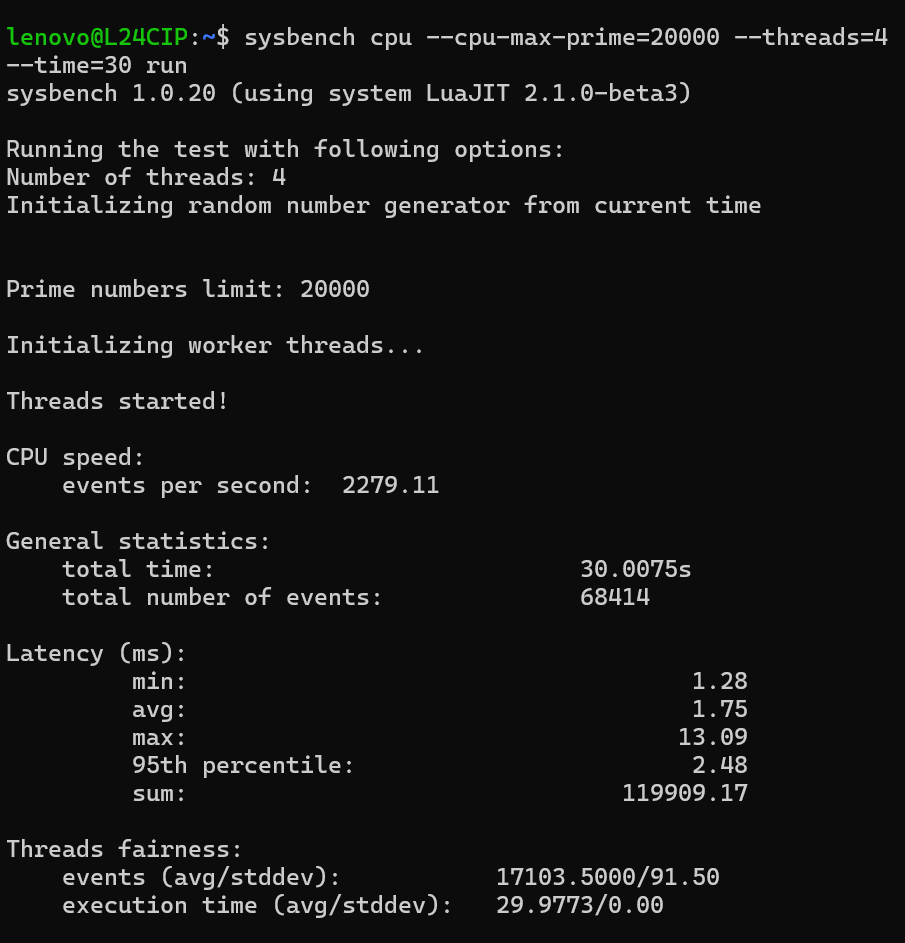 lenovo@L24CIP:~$ sysbench cpu --cpu-max-prime=20000 --threads=4
--time=30 run
sysbench 1.0.20 (using system LuaJIT 2.1.0-beta3)
Running the test with following options:
Number of threads: 4
Initializing random number generator from current time
Prime numbers limit: 20000
Initializing worker threads...
Threads started!
CPU speed:
    events per second:  2279.11
General statistics:
    total time:                          30.0075s
    total number of events:              68414
Latency (ms):
         min:                                    1.28
         avg:                                    1.75
         max:                                   13.09
         95th percentile:                        2.48
         sum:                               119909.17
Threads fairness:
    events (avg/stddev):           17103.5000/91.50
    execution time (avg/stddev):   29.9773/0.00